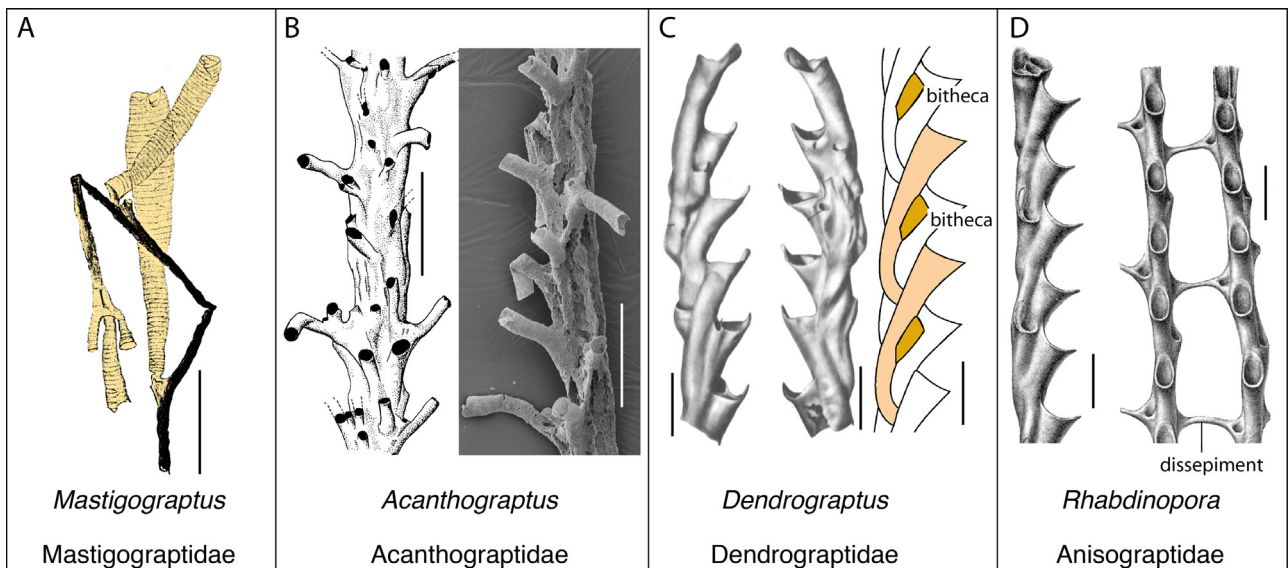 A
B
C
D
bitheca
bitheca
dissepiment
Mastigograptus
Acanthograptus
Dendrograptus
Rhabdinopora
Mastigograptidae
Acanthograptidae
Dendrograptidae
Anisograptidae